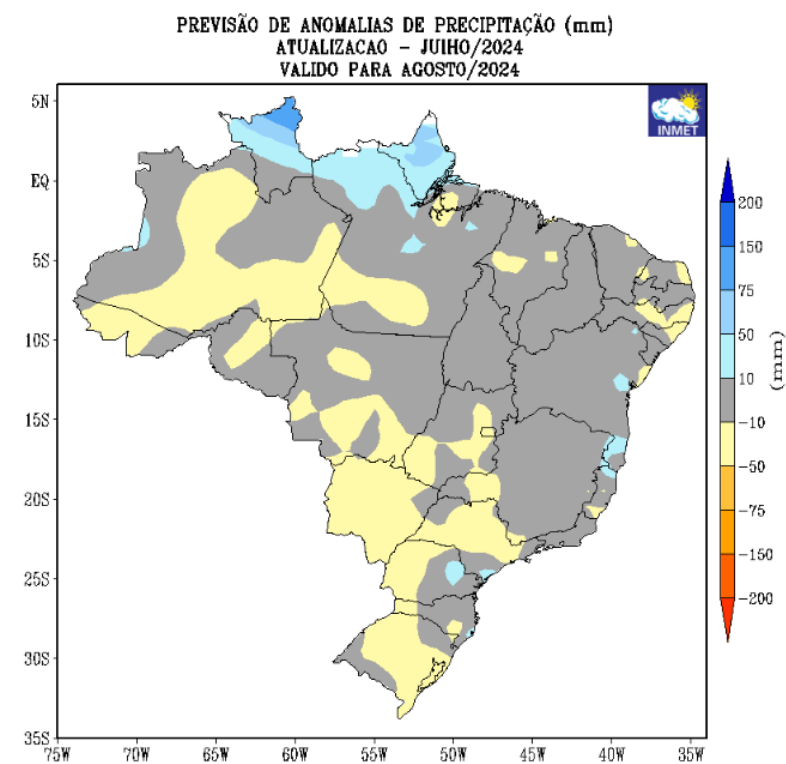 PREVISÃO DE ANOMALIAS DE PRECIPITAÇÃO (mm)
ATUALIZACAO - JUlHO/2024
VALIDO PARA AGOSTO/2024
INMET
5N
EQ
5S
10S
15S
20S
25S
30S
35S
75W
70W
65W
60W
55W
50W
45W
40W
35W
200
150
75
50
10
-10
-50
-75
-150
-200
(mm)